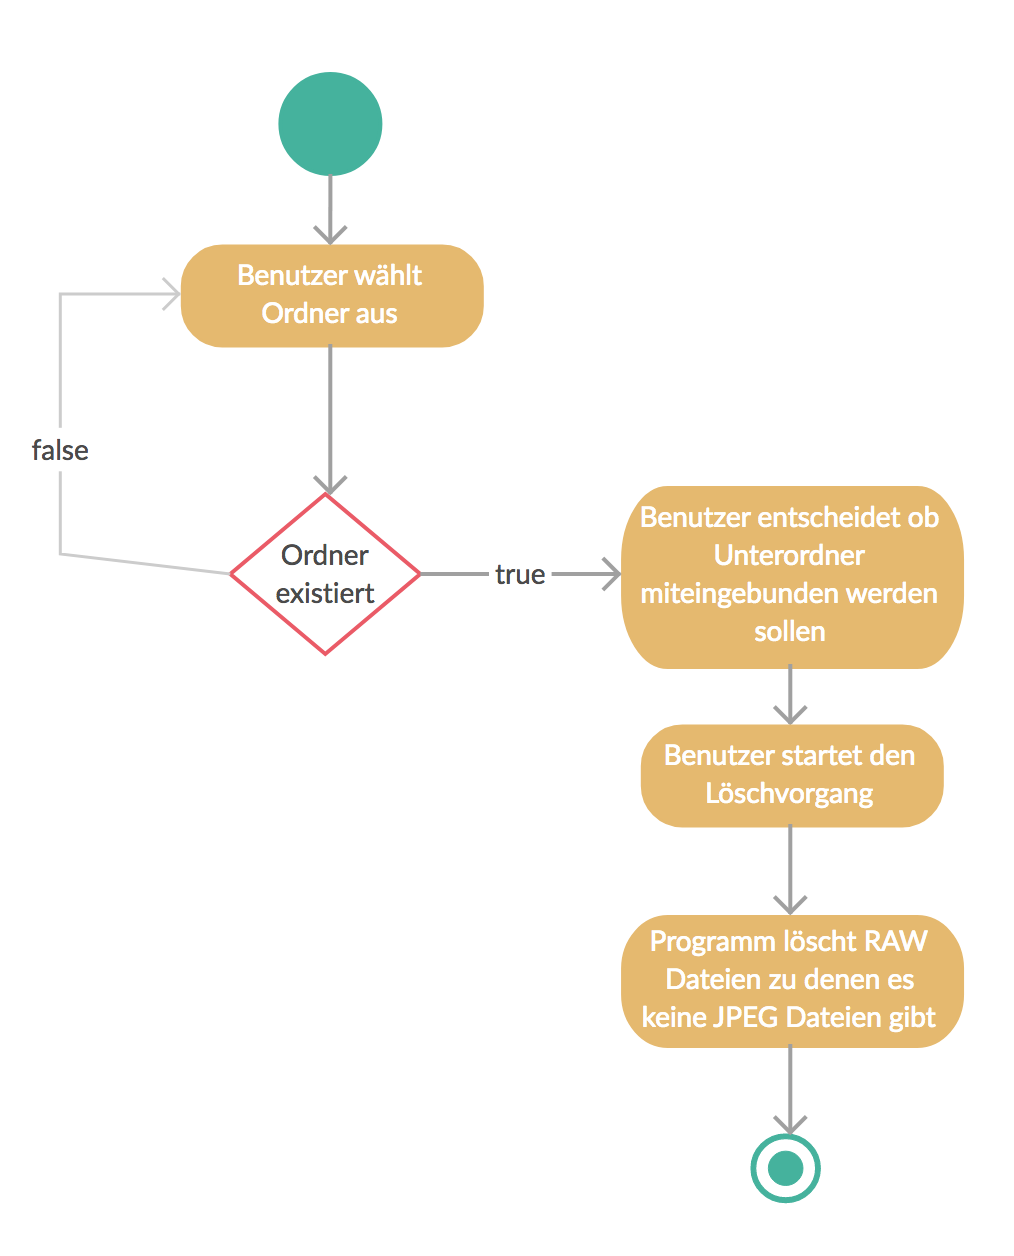 Benutzer wählt
Ordner aus
false
Ordner
existiert
true
Benutzer entscheidet ob
Unterordner
miteingebunden werden
sollen
Benutzer startet den
Löschvorgang
Programm löscht RAW
Dateien zu denen es
keine JPEG Dateien gibt